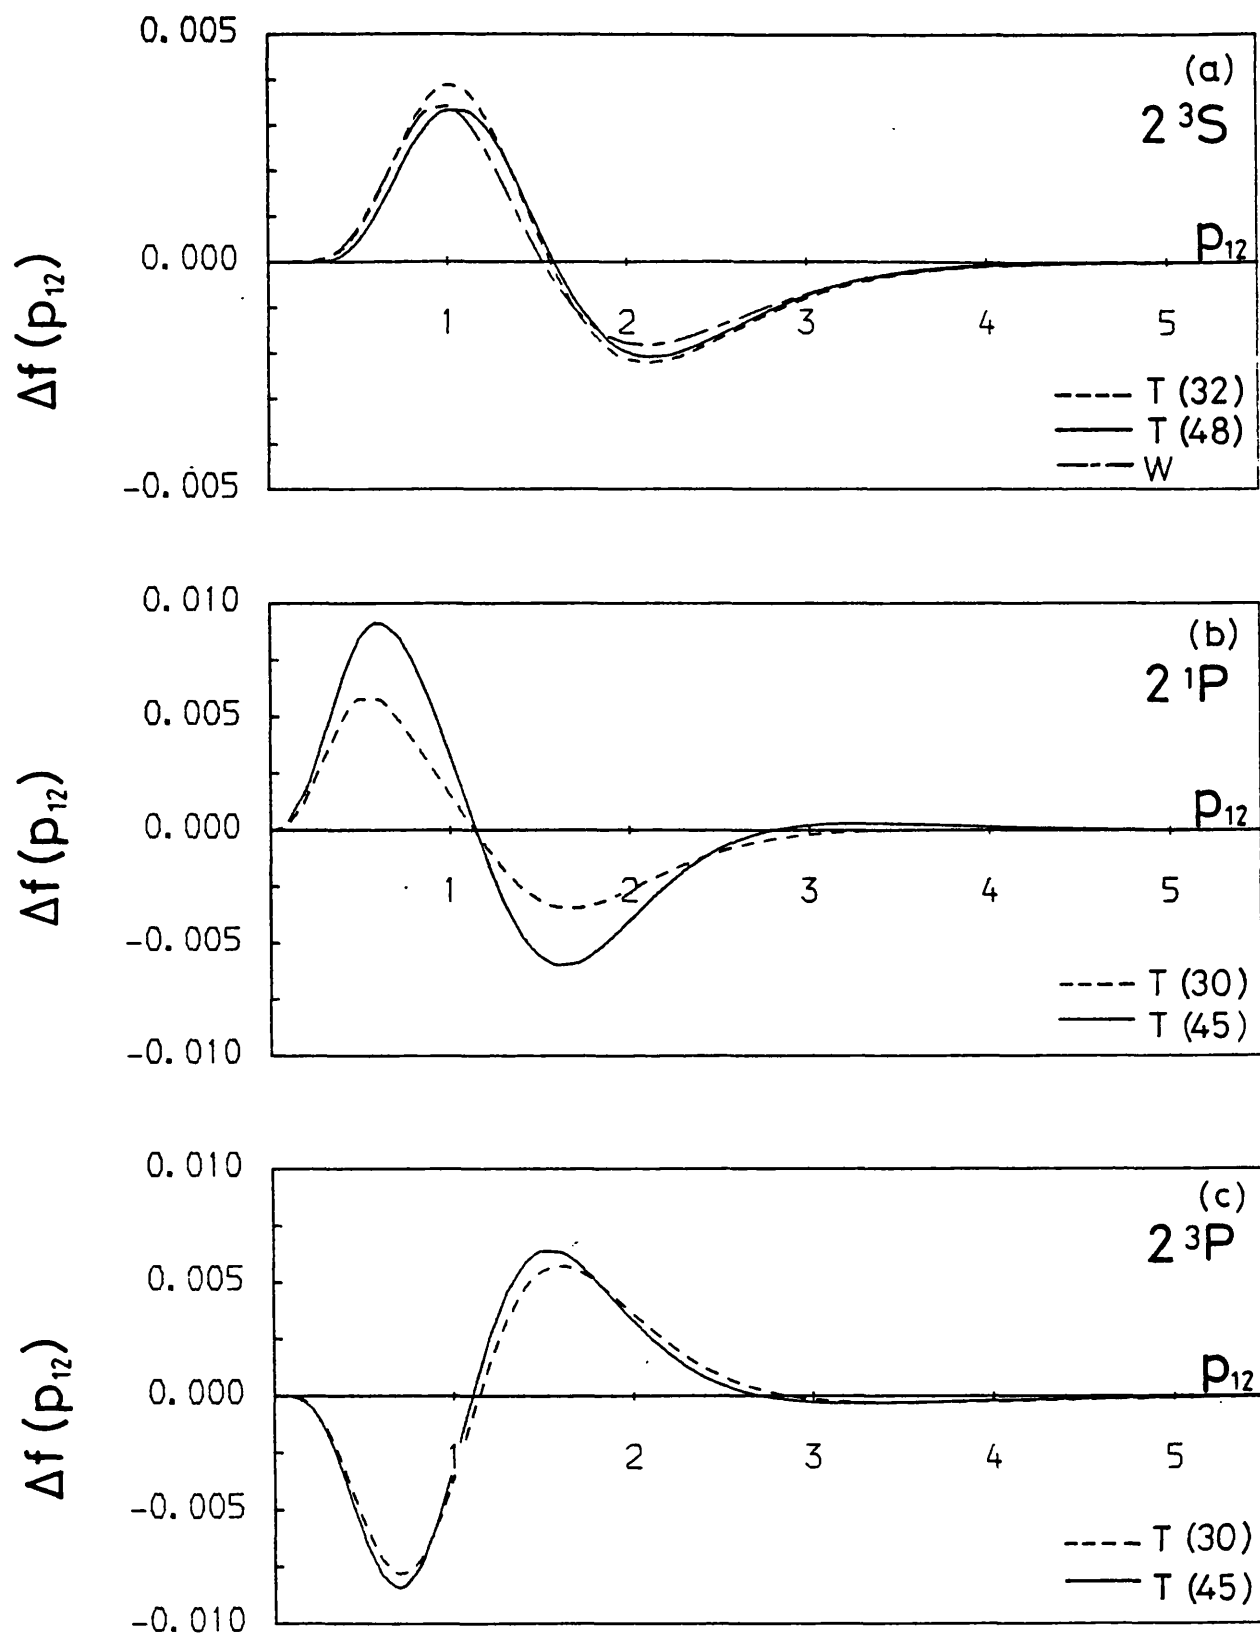 0.005
(a)
2 ³S
0.000
p₁₂
Δf (p₁₂)
1 2 3 4 5
T (32)
T (48)
W
-0.005
0.010
(b)
2 ¹P
0.005
0.000
p₁₂
Δf (p₁₂)
1 2 3 4 5
-0.005
T (30)
T (45)
-0.010
0.010
(c)
2 ³P
0.005
0.000
p₁₂
Δf (p₁₂)
1 2 3 4 5
-0.005
T (30)
T (45)
-0.010